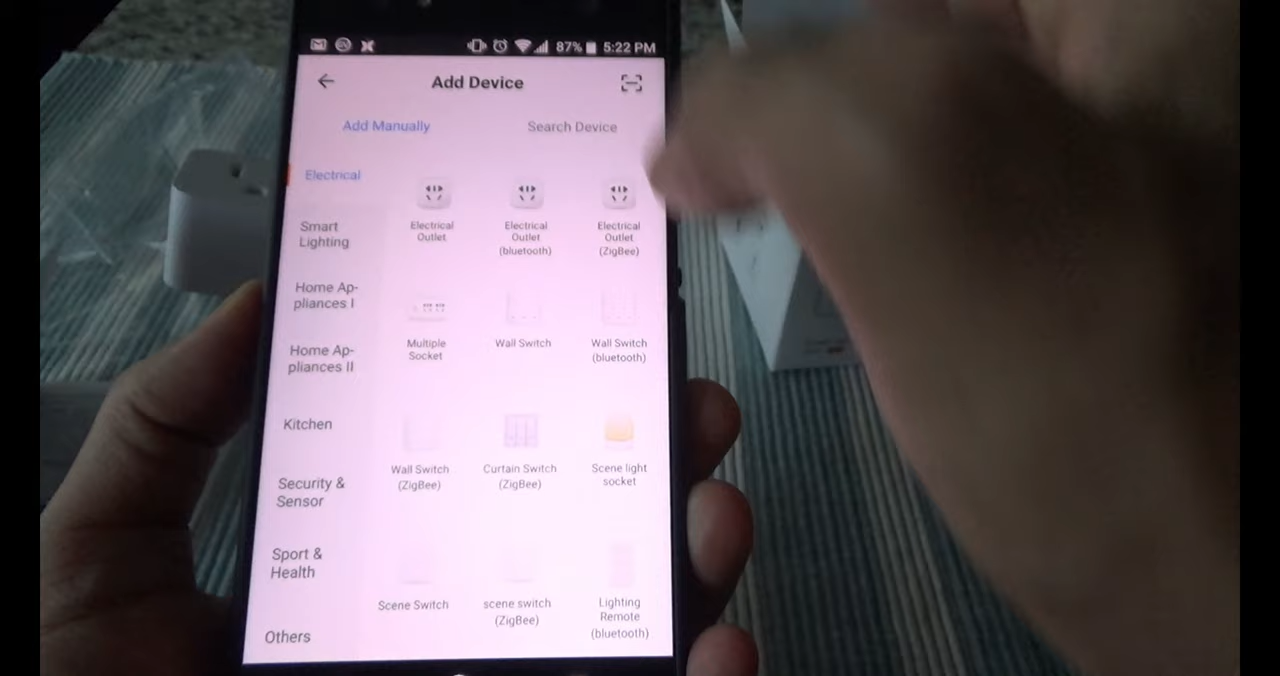 87% 5:22 PM
Add Device
Add Manually
Search Device
Electrical
Smart
Lighting
Home Ap-
pliances I
Home Ap-
pliances II
Kitchen
Security &
Sensor
Sport &
Health
Others
Electrical
Outlet
Electrical
Outlet
(bluetooth)
Electrical
Outlet
(ZigBee)
Multiple
Socket
Wall Switch
Wall Switch
(bluetooth)
Wall Switch
(ZigBee)
Curtain Switch
(ZigBee)
Scene light
socket
Scene Switch
scene switch
(ZigBee)
Lighting
Remote
(bluetooth)